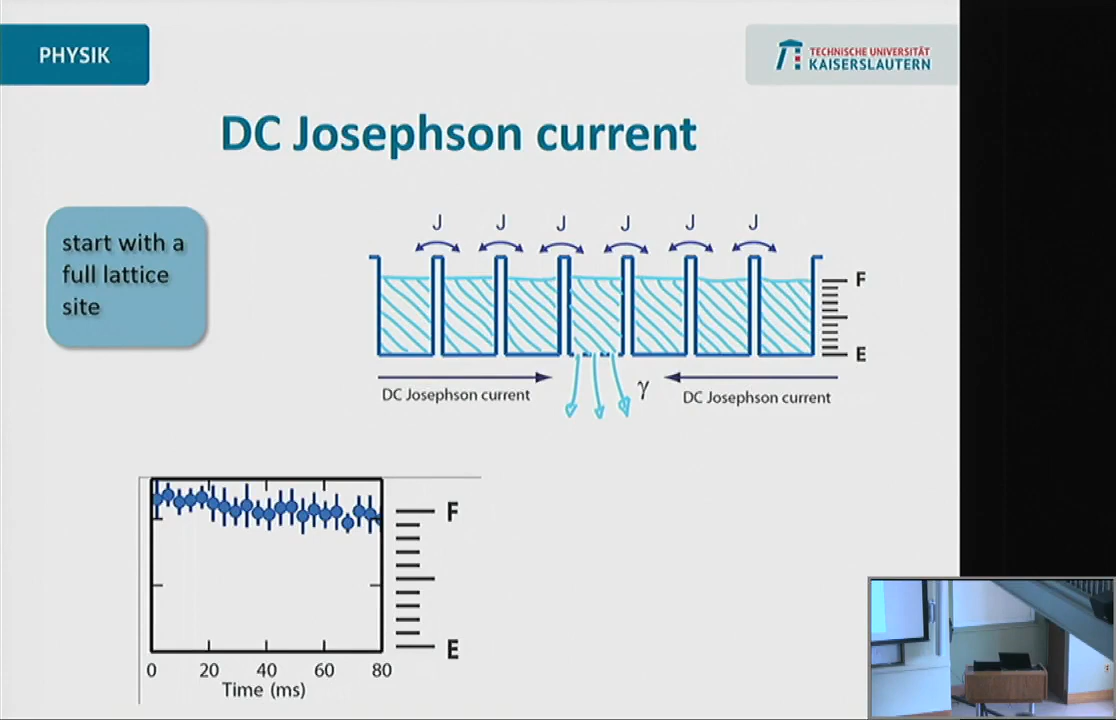 PHYSIK
TECHNISCHE UNIVERSITÄT
KAISERSLAUTERN
DC Josephson current
start with a
full lattice
site
J J J J J J
F
E
DC Josephson current
γ
DC Josephson current
F
E
0 20 40 60 80
Time (ms)